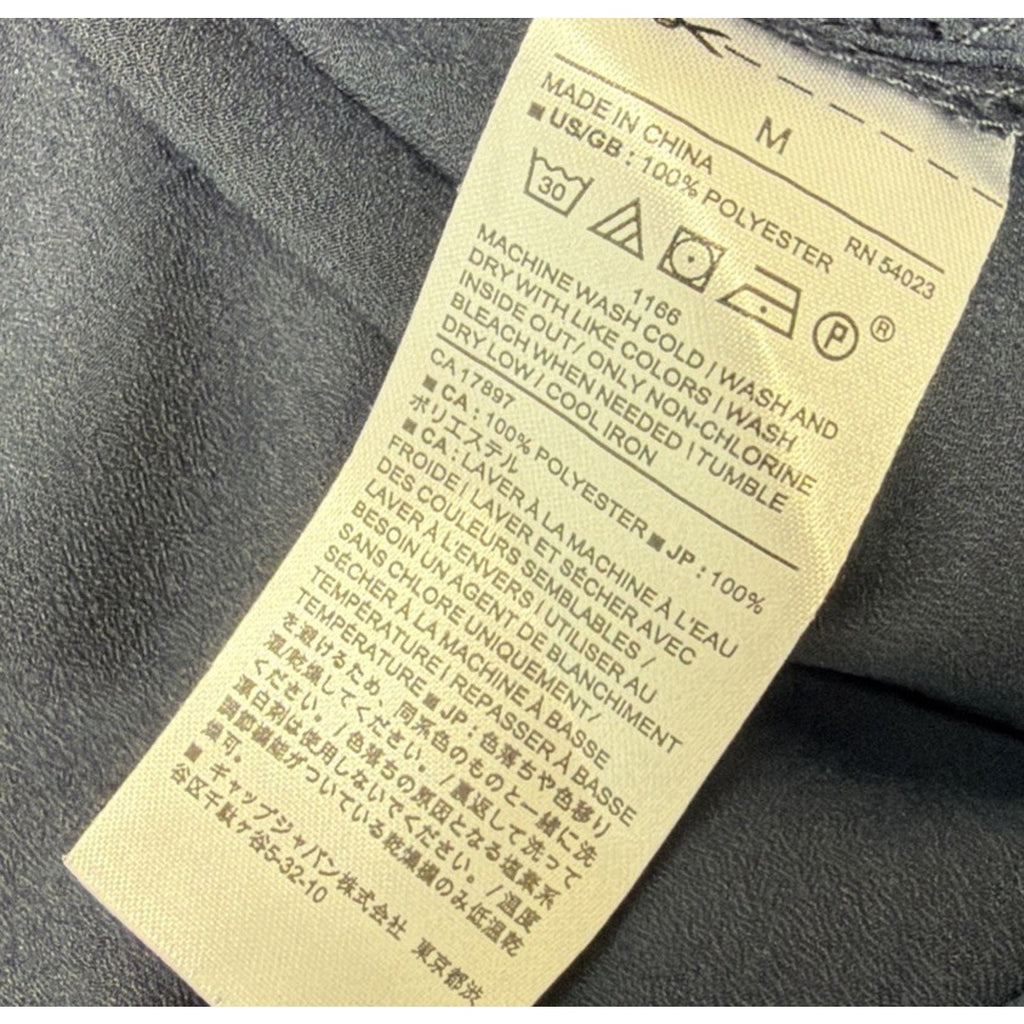 M
MADE IN CHINA
RN 54023
■ US/GB : 100% POLYESTER
30
P ®
1166
MACHINE WASH COLD / WASH AND
DRY WITH LIKE COLORS / WASH
INSIDE OUT / ONLY NON-CHLORINE
BLEACH WHEN NEEDED / TUMBLE
DRY LOW / COOL IRON
CA 17897
■ CA : 100% POLYESTER ■ JP : 100%
ポリエステル
■ CA : LAVER À LA MACHINE À L'EAU
FROIDE / LAVER ET SÉCHER AVEC
DES COULEURS SEMBLABLES /
LAVER À L'ENVERS / UTILISER AU
BESOIN UN AGENT DE BLANCHIMENT
SANS CHLORE UNIQUEMENT/
SÉCHER À LA MACHINE À BASSE
TEMPÉRATURE / REPASSER À BASSE
TEMPÉRATURE ■ JP : 色落ちや色移り
を避けるため、同系色のものと一緒に洗
濯/乾燥してください。/裏返して洗って
ください。/色落ちの原因となる塩素系
漂白剤は使用しないでください。/温度
調節機能がついている乾燥機のみ低温乾
燥可。
■ ギャップジャパン株式会社 東京都渋
谷区千駄ヶ谷5-32-10